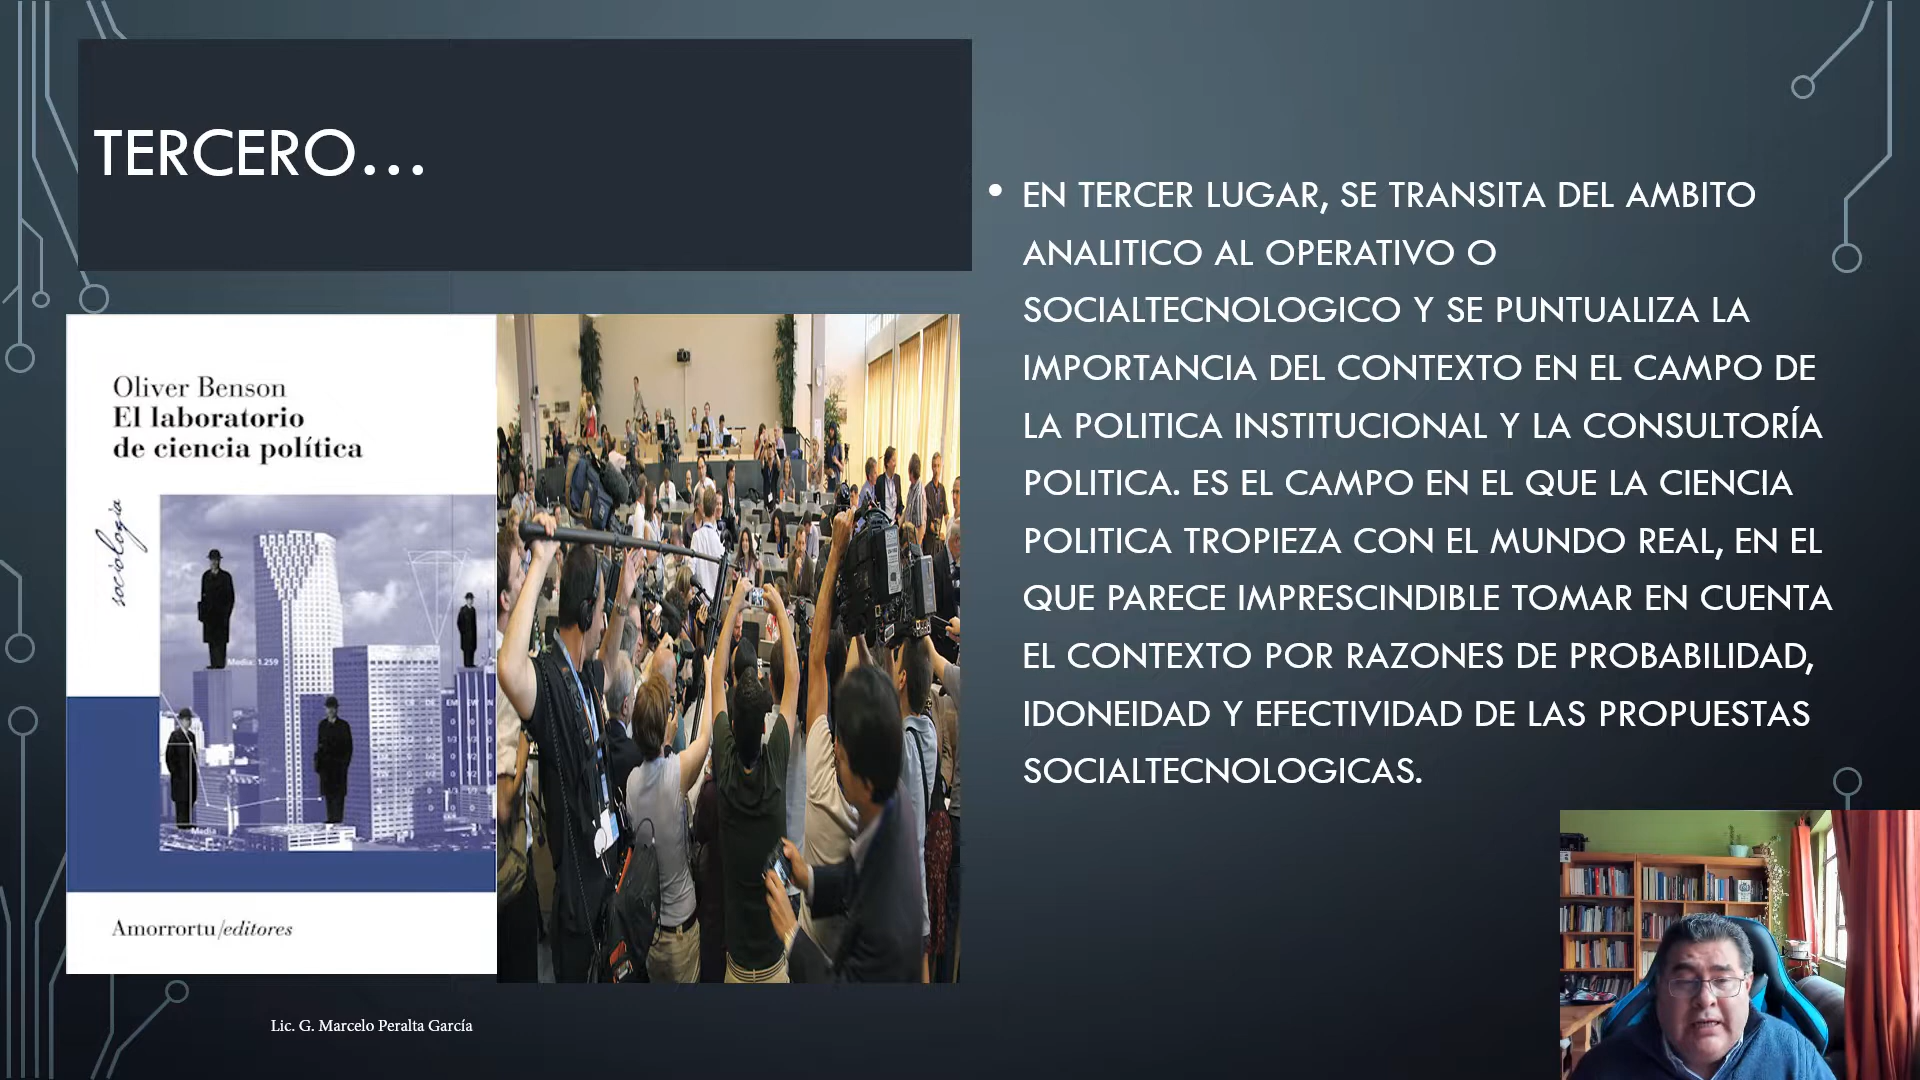 TERCERO…
Oliver Benson
El laboratorio
de ciencia política
sociología
Media: 1.259
Media
Amorrortu/editores
Lic. G. Marcelo Peralta García
• EN TERCER LUGAR, SE TRANSITA DEL AMBITO
ANALITICO AL OPERATIVO O
SOCIALTECNOLOGICO Y SE PUNTUALIZA LA
IMPORTANCIA DEL CONTEXTO EN EL CAMPO DE
LA POLITICA INSTITUCIONAL Y LA CONSULTORÍA
POLITICA. ES EL CAMPO EN EL QUE LA CIENCIA
POLITICA TROPIEZA CON EL MUNDO REAL, EN EL
QUE PARECE IMPRESCINDIBLE TOMAR EN CUENTA
EL CONTEXTO POR RAZONES DE PROBABILIDAD,
IDONEIDAD Y EFECTIVIDAD DE LAS PROPUESTAS
SOCIALTECNOLOGICAS.